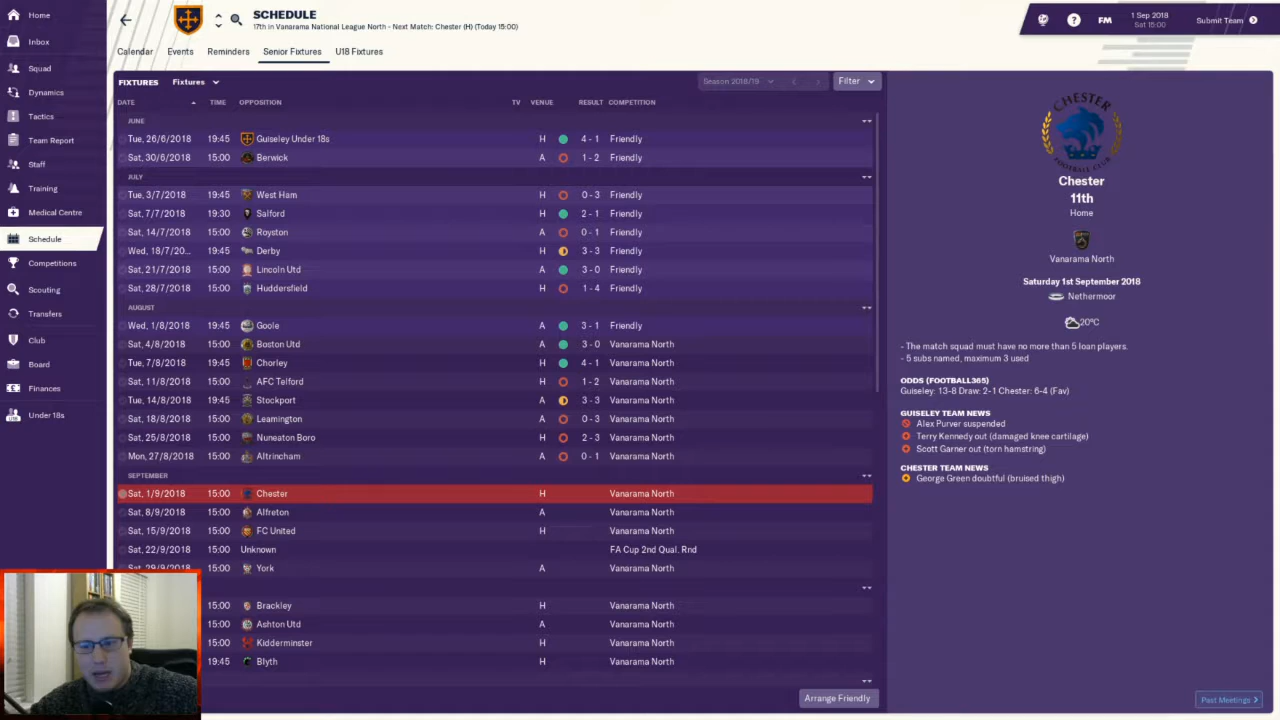 Home
Inbox
Squad
Dynamics
Tactics
Team Report
Staff
Training
Medical Centre
Schedule
Competitions
Scouting
Transfers
Club
Board
Finances
Under 18s
SCHEDULE
17th in Vanarama National League North - Next Match: Chester (H) (Today 15:00)
FM
1 Sep 2018
Sat 15:00
Submit Team
Calendar Events Reminders Senior Fixtures U18 Fixtures
FIXTURES Fixtures Season 2018/19 Filter
DATE TIME OPPOSITION TV VENUE RESULT COMPETITION
JUNE
Tue, 26/6/2018 19:45 Guiseley Under 18s H 4 - 1 Friendly
Sat, 30/6/2018 15:00 Berwick A 1 - 2 Friendly
JULY
Tue, 3/7/2018 19:45 West Ham H 0 - 3 Friendly
Sat, 7/7/2018 19:30 Salford H 2 - 1 Friendly
Sat, 14/7/2018 15:00 Royston A 0 - 1 Friendly
Wed, 18/7/20... 19:45 Derby H 3 - 3 Friendly
Sat, 21/7/2018 15:00 Lincoln Utd A 3 - 0 Friendly
Sat, 28/7/2018 15:00 Huddersfield H 1 - 4 Friendly
AUGUST
Wed, 1/8/2018 19:45 Goole A 3 - 1 Friendly
Sat, 4/8/2018 15:00 Boston Utd A 3 - 0 Vanarama North
Tue, 7/8/2018 19:45 Chorley H 4 - 1 Vanarama North
Sat, 11/8/2018 15:00 AFC Telford H 1 - 2 Vanarama North
Tue, 14/8/2018 19:45 Stockport A 3 - 3 Vanarama North
Sat, 18/8/2018 15:00 Leamington A 0 - 3 Vanarama North
Sat, 25/8/2018 15:00 Nuneaton Boro H 2 - 3 Vanarama North
Mon, 27/8/2018 15:00 Altrincham A 0 - 1 Vanarama North
SEPTEMBER
Sat, 1/9/2018 15:00 Chester H Vanarama North
Sat, 8/9/2018 15:00 Alfreton A Vanarama North
Sat, 15/9/2018 15:00 FC United H Vanarama North
Sat, 22/9/2018 15:00 Unknown FA Cup 2nd Qual. Rnd
Sat, 29/9/2018 15:00 York A Vanarama North
15:00 Brackley H Vanarama North
15:00 Ashton Utd A Vanarama North
15:00 Kidderminster H Vanarama North
19:45 Blyth H Vanarama North
Arrange Friendly
CHESTER
FOOTBALL CLUB
Chester
11th
Home
Vanarama North
Saturday 1st September 2018
Nethermoor
20°C
- The match squad must have no more than 5 loan players.
- 5 subs named, maximum 3 used
ODDS (FOOTBALL365)
Guiseley: 13-8 Draw: 2-1 Chester: 6-4 (Fav)
GUISELEY TEAM NEWS
Alex Purver suspended
Terry Kennedy out (damaged knee cartilage)
Scott Garner out (torn hamstring)
CHESTER TEAM NEWS
George Green doubtful (bruised thigh)
Past Meetings